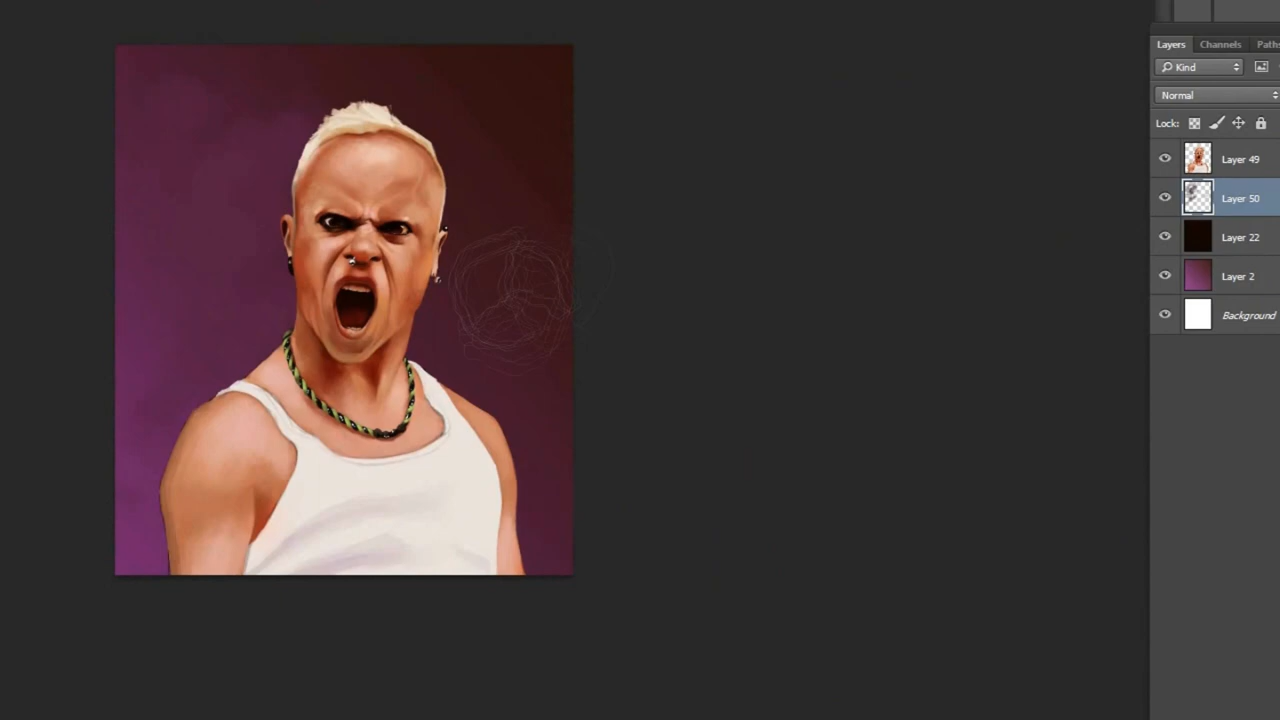 Layers Channels Paths
Kind
Normal
Lock:
Layer 49
Layer 50
Layer 22
Layer 2
Background